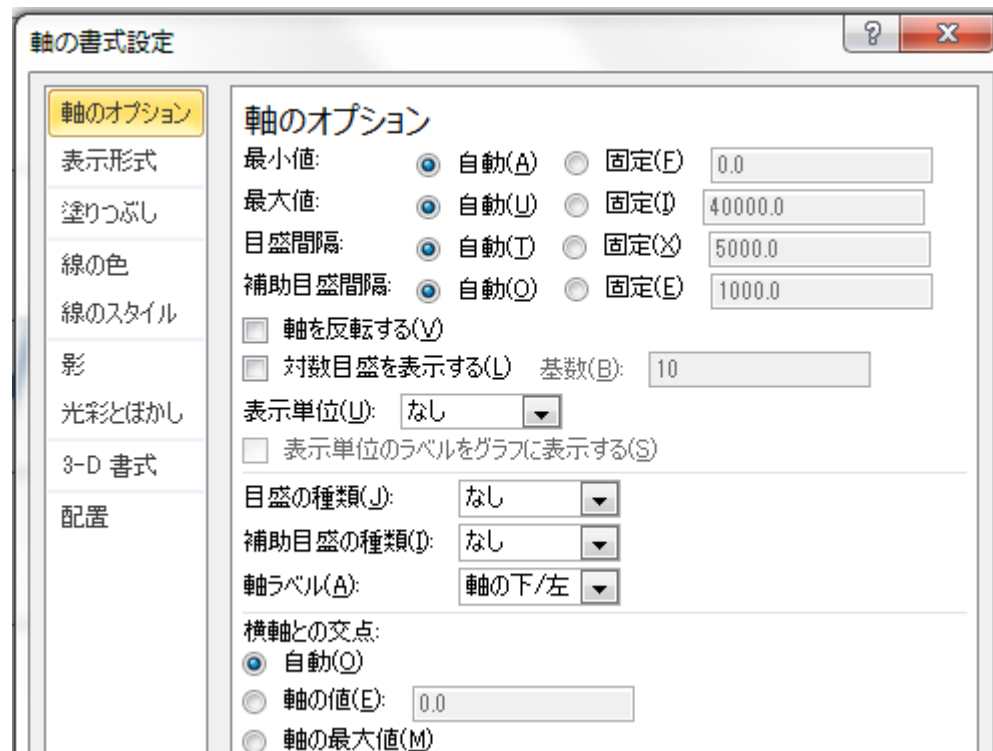 軸の書式設定
軸のオプション
表示形式
塗りつぶし
線の色
線のスタイル
影
光彩とぼかし
3-D 書式
配置
軸のオプション
最小値: 自動(A) 固定(F) 0.0
最大値: 自動(U) 固定(I) 40000.0
目盛間隔: 自動(T) 固定(X) 5000.0
補助目盛間隔: 自動(O) 固定(E) 1000.0
軸を反転する(V)
対数目盛を表示する(L) 基数(B): 10
表示単位(U): なし
表示単位のラベルをグラフに表示する(S)
目盛の種類(J): なし
補助目盛の種類(I): なし
軸ラベル(A): 軸の下/左
横軸との交点:
自動(O)
軸の値(E): 0.0
軸の最大値(M)